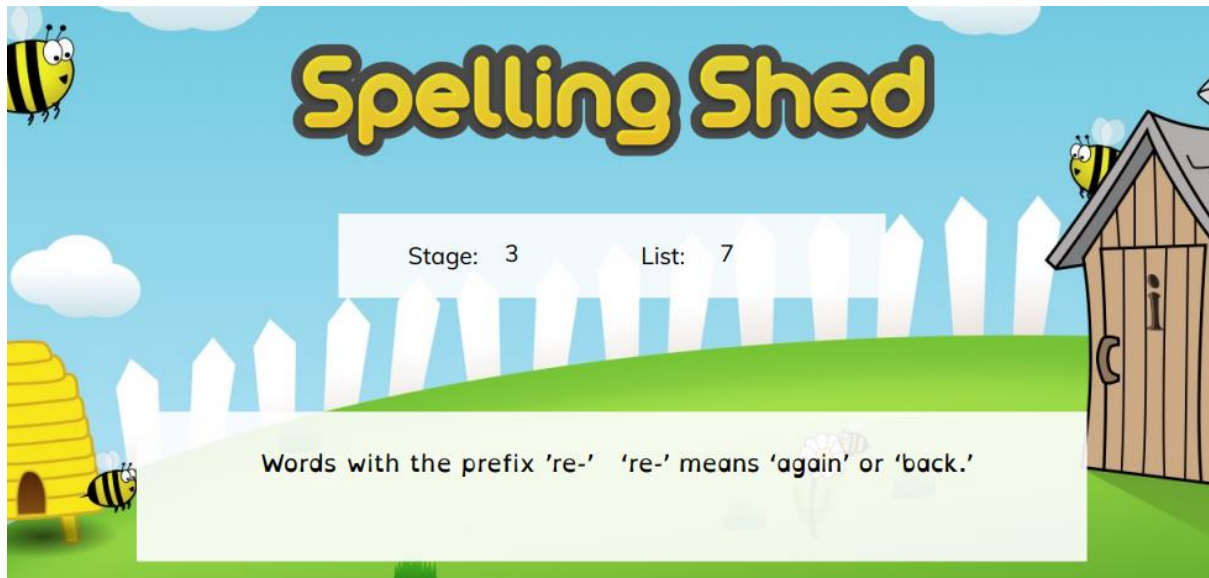 Spelling Shed
Stage: 3 List: 7
i
Words with the prefix ’re-’ ‘re-’ means ‘again’ or ‘back.’